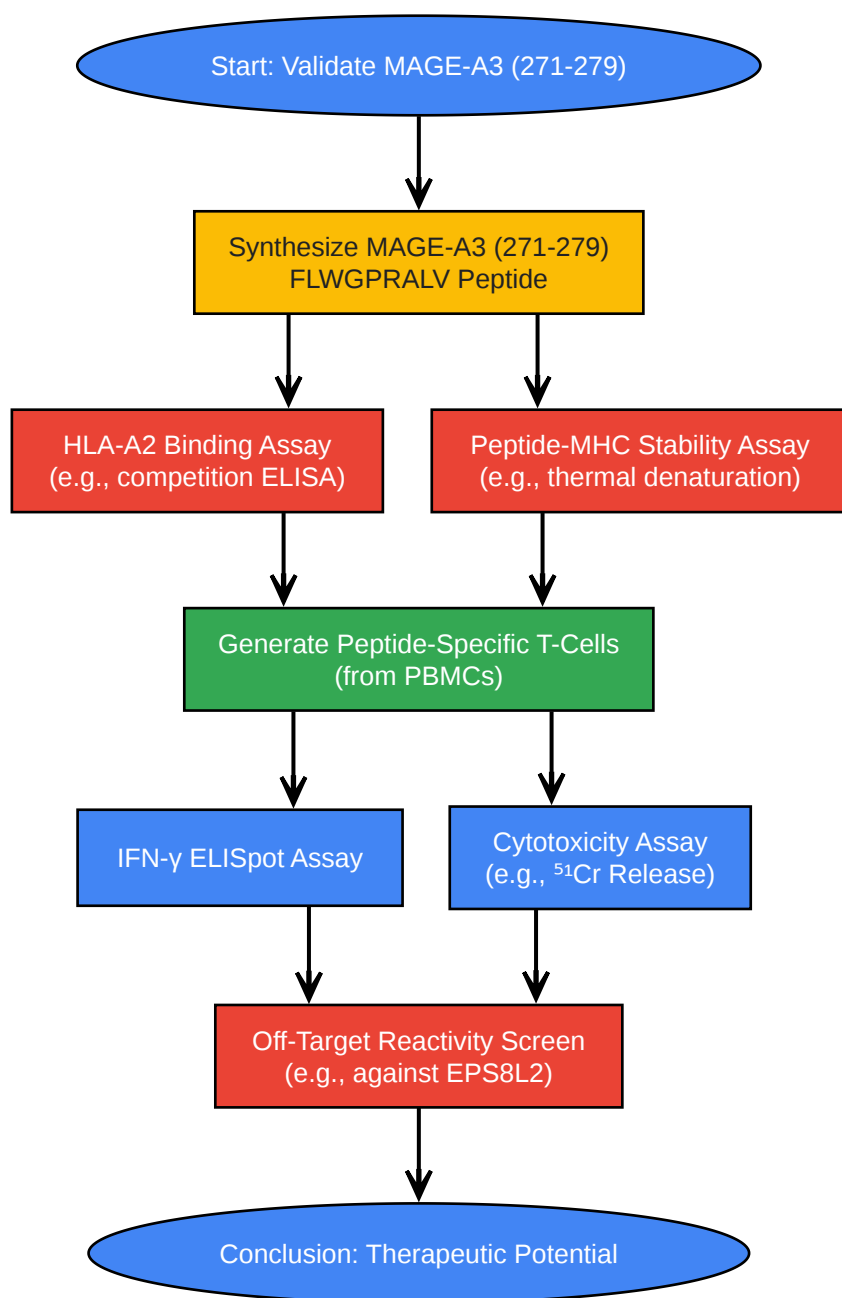 Start: Validate MAGE-A3 (271-279)
Synthesize MAGE-A3 (271-279)
FLWGPRALV Peptide
HLA-A2 Binding Assay
(e.g., competition ELISA)
Peptide-MHC Stability Assay
(e.g., thermal denaturation)
Generate Peptide-Specific T-Cells
(from PBMCs)
IFN-γ ELISpot Assay
Cytotoxicity Assay
(e.g., ⁵¹Cr Release)
Off-Target Reactivity Screen
(e.g., against EPS8L2)
Conclusion: Therapeutic Potential